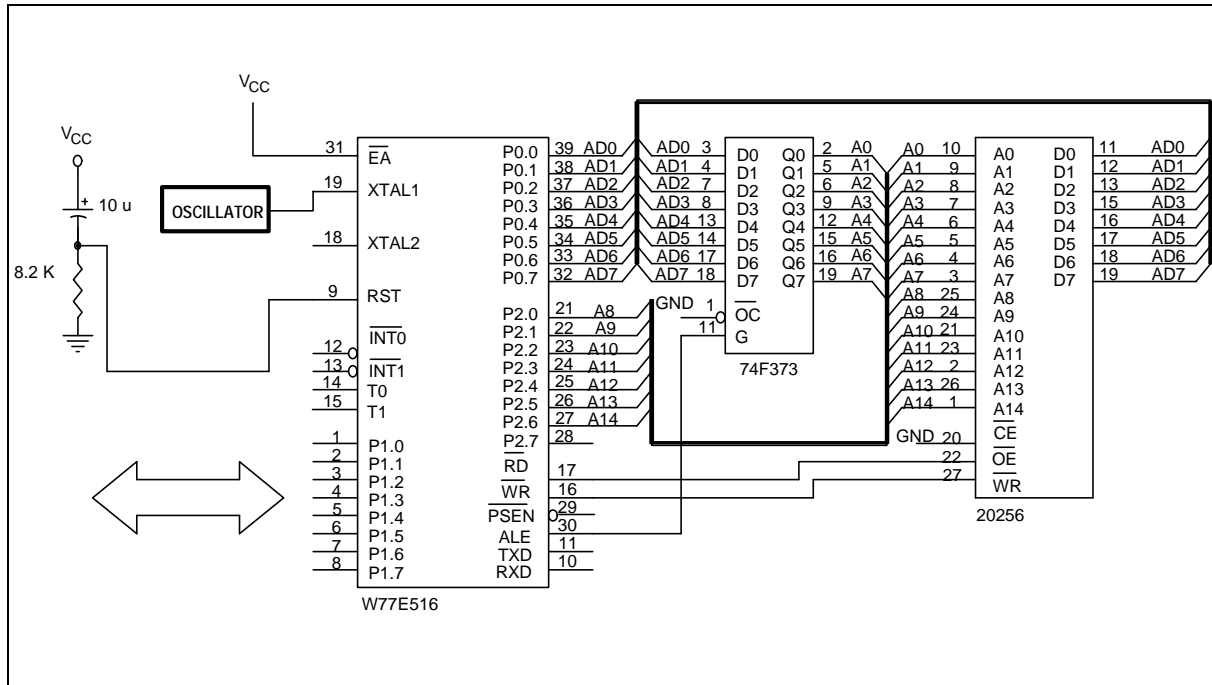 VCC
VCC
+ 10 u
8.2 K
OSCILLATOR
31 EA
19 XTAL1
18 XTAL2
9 RST
12 INT0
13 INT1
14 T0
15 T1
1 P1.0
2 P1.1
3 P1.2
4 P1.3
5 P1.4
6 P1.5
7 P1.6
8 P1.7
P0.0 39 AD0
P0.1 38 AD1
P0.2 37 AD2
P0.3 36 AD3
P0.4 35 AD4
P0.5 34 AD5
P0.6 33 AD6
P0.7 32 AD7
P2.0 21 A8
P2.1 22 A9
P2.2 23 A10
P2.3 24 A11
P2.4 25 A12
P2.5 26 A13
P2.6 27 A14
P2.7 28
RD 17
WR 16
PSEN 29
ALE 30
TXD 11
RXD 10
W77E516
AD0 3 D0 Q0 2 A0
AD1 4 D1 Q1 5 A1
AD2 7 D2 Q2 6 A2
AD3 8 D3 Q3 9 A3
AD4 13 D4 Q4 12 A4
AD5 14 D5 Q5 15 A5
AD6 17 D6 Q6 16 A6
AD7 18 D7 Q7 19 A7
GND 1 OC
11 G
74F373
A0 10 A0 D0 11 AD0
A1 9 A1 D1 12 AD1
A2 8 A2 D2 13 AD2
A3 7 A3 D3 15 AD3
A4 6 A4 D4 16 AD4
A5 5 A5 D5 17 AD5
A6 4 A6 D6 18 AD6
A7 3 A7 D7 19 AD7
A8 25 A8
A9 24 A9
A10 21 A10
A11 23 A11
A12 2 A12
A13 26 A13
A14 1 A14
GND 20 CE
22 OE
27 WR
20256